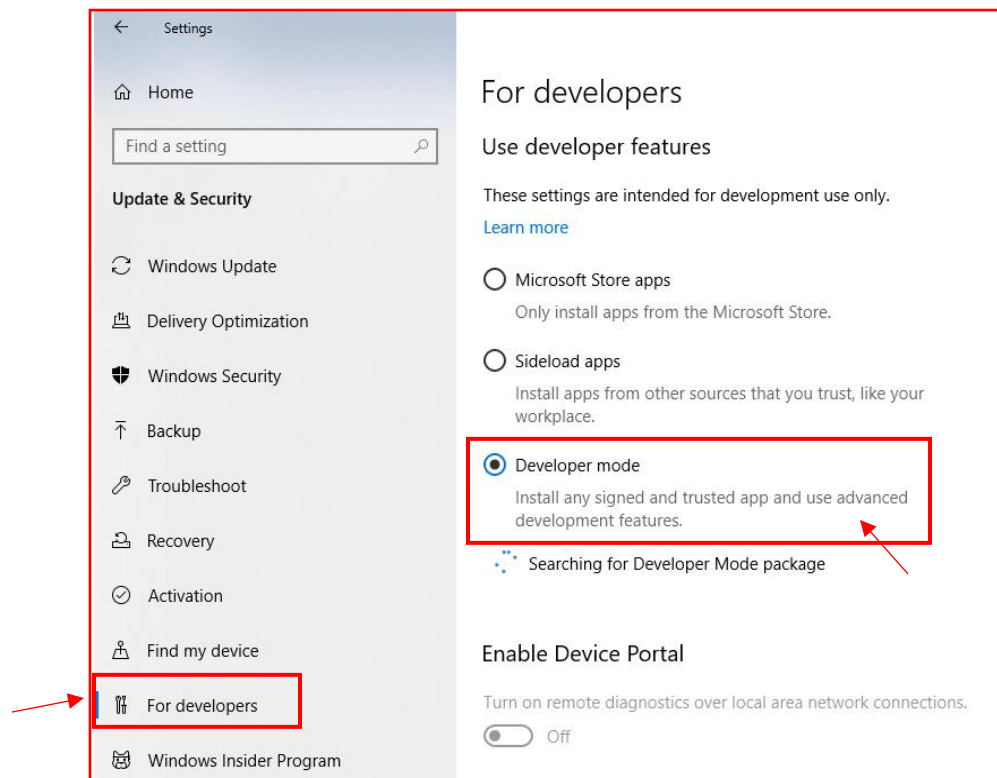 Settings
Home
Find a setting
Update & Security
Windows Update
Delivery Optimization
Windows Security
Backup
Troubleshoot
Recovery
Activation
Find my device
For developers
Windows Insider Program
For developers
Use developer features
These settings are intended for development use only.
Learn more
Microsoft Store apps
Only install apps from the Microsoft Store.
Sideload apps
Install apps from other sources that you trust, like your
workplace.
Developer mode
Install any signed and trusted app and use advanced
development features.
Searching for Developer Mode package
Enable Device Portal
Turn on remote diagnostics over local area network connections.
Off